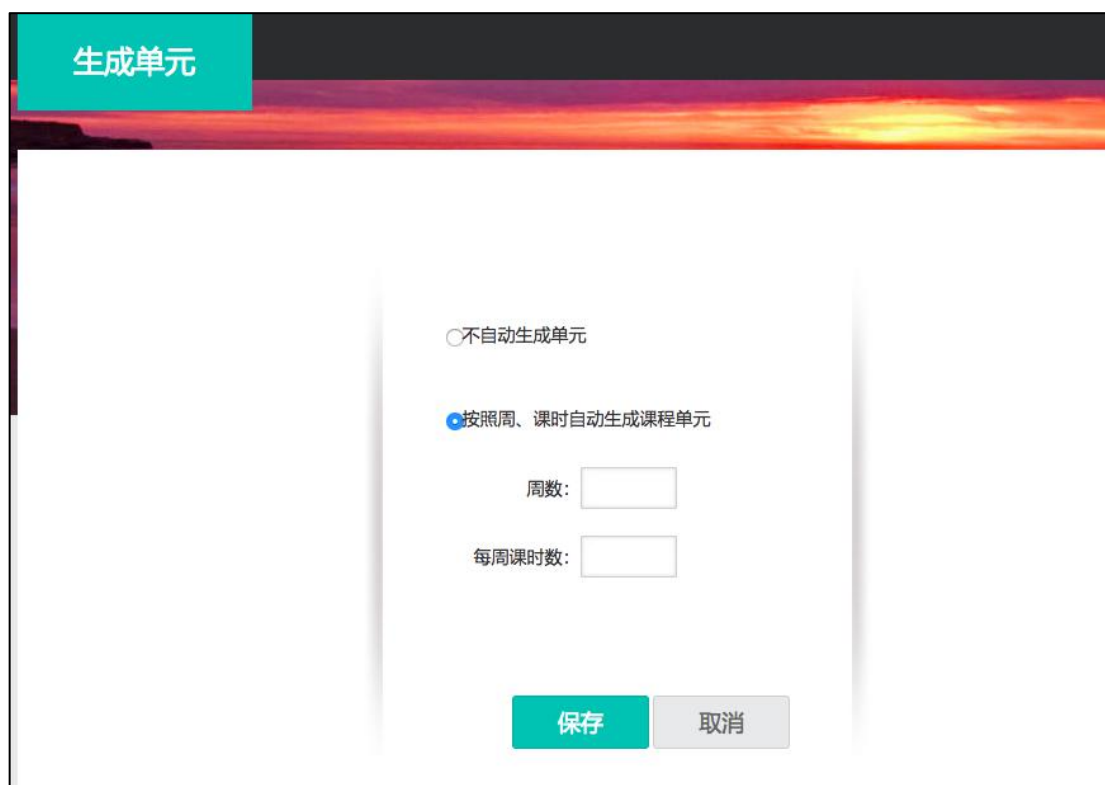 生成单元
不自动生成单元
按照周、课时自动生成课程单元
周数：
每周课时数：
保存
取消